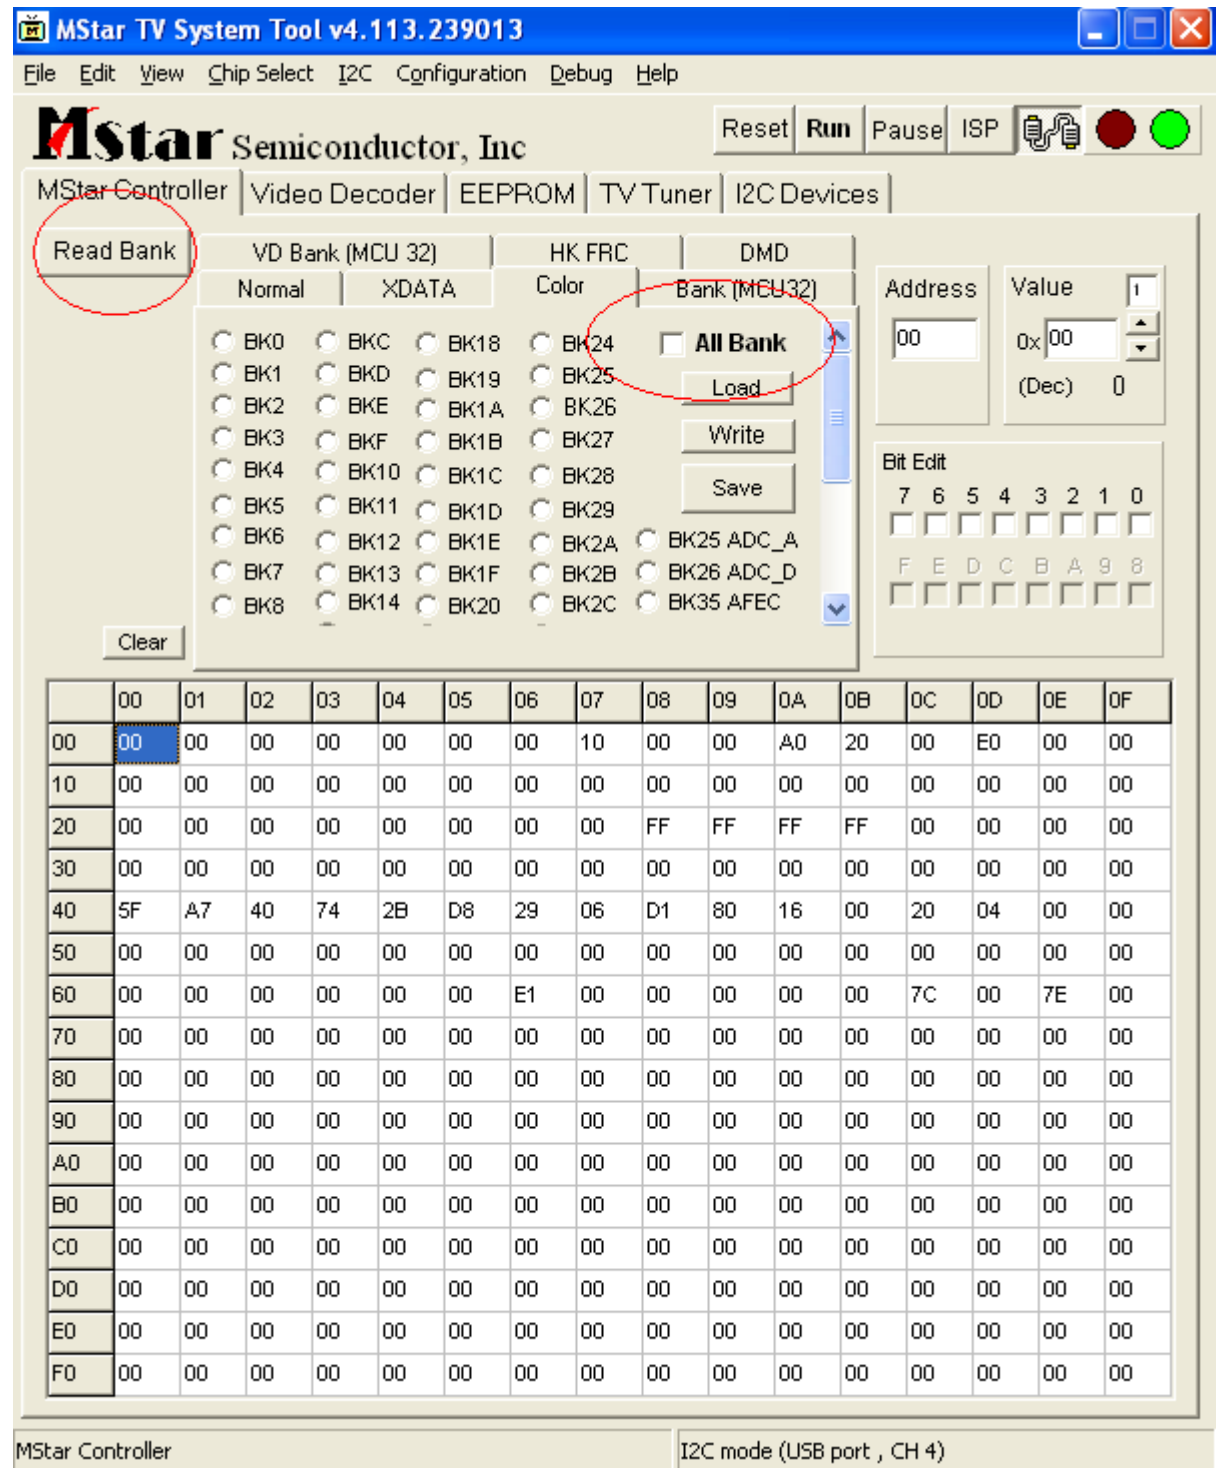 MStar TV System Tool v4.113.239013
File Edit View Chip Select I2C Configuration Debug Help
MStar Semiconductor, Inc
Reset Run Pause ISP
MStar Controller Video Decoder EEPROM TV Tuner I2C Devices
Read Bank
VD Bank (MCU 32) HK FRC DMD
Normal XDATA Color Bank (MCU32)
BK0 BKC BK18 BK24 All Bank
BK1 BKD BK19 BK25 Load
BK2 BKE BK1A BK26
BK3 BKF BK1B BK27 Write
BK4 BK10 BK1C BK28 Save
BK5 BK11 BK1D BK29
BK6 BK12 BK1E BK2A BK25 ADC_A
BK7 BK13 BK1F BK2B BK26 ADC_D
BK8 BK14 BK20 BK2C BK35 AFEC
Clear
Address
00
Value 1
0x 00
(Dec) 0
Bit Edit
7 6 5 4 3 2 1 0
F E D C B A 9 8
00 01 02 03 04 05 06 07 08 09 0A 0B 0C 0D 0E 0F
00 00 00 00 00 00 00 00 10 00 00 A0 20 00 E0 00 00
10 00 00 00 00 00 00 00 00 00 00 00 00 00 00 00 00
20 00 00 00 00 00 00 00 00 FF FF FF FF 00 00 00 00
30 00 00 00 00 00 00 00 00 00 00 00 00 00 00 00 00
40 5F A7 40 74 2B D8 29 06 D1 80 16 00 20 04 00 00
50 00 00 00 00 00 00 00 00 00 00 00 00 00 00 00 00
60 00 00 00 00 00 00 E1 00 00 00 00 00 7C 00 7E 00
70 00 00 00 00 00 00 00 00 00 00 00 00 00 00 00 00
80 00 00 00 00 00 00 00 00 00 00 00 00 00 00 00 00
90 00 00 00 00 00 00 00 00 00 00 00 00 00 00 00 00
A0 00 00 00 00 00 00 00 00 00 00 00 00 00 00 00 00
B0 00 00 00 00 00 00 00 00 00 00 00 00 00 00 00 00
C0 00 00 00 00 00 00 00 00 00 00 00 00 00 00 00 00
D0 00 00 00 00 00 00 00 00 00 00 00 00 00 00 00 00
E0 00 00 00 00 00 00 00 00 00 00 00 00 00 00 00 00
F0 00 00 00 00 00 00 00 00 00 00 00 00 00 00 00 00
MStar Controller I2C mode (USB port , CH 4)